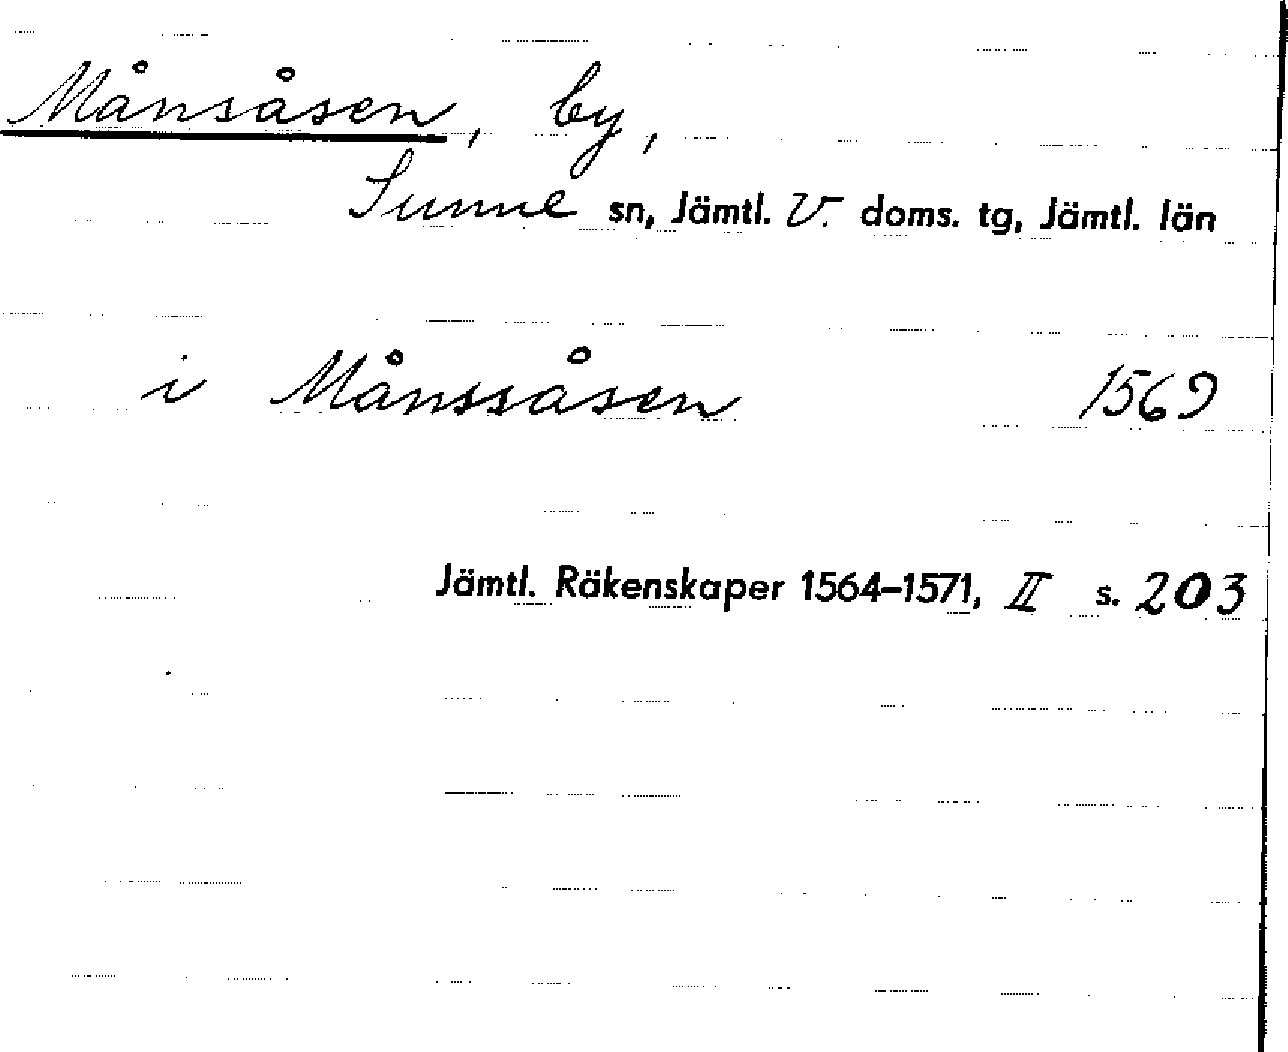 Månsåsen, by,
Sunne sn, Jämtl. V. doms. tg, Jämtl. län
i Månssåsen 1569
Jämtl. Räkenskaper 1564–1571, II s. 203